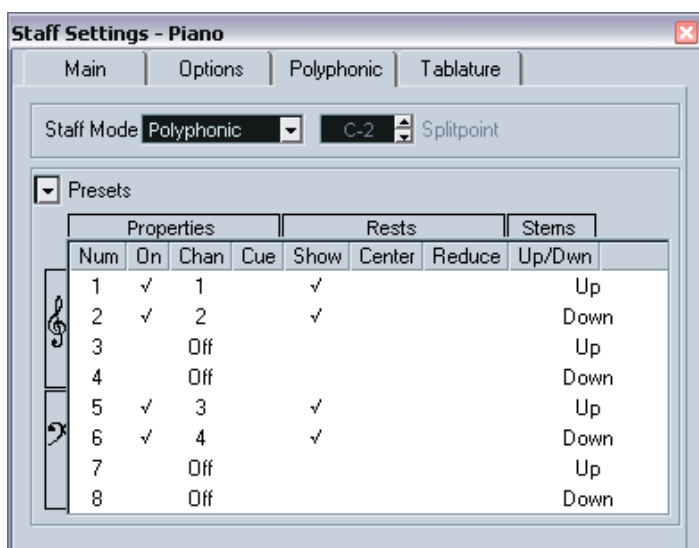 Staff Settings - Piano
Main Options Polyphonic Tablature
Staff Mode Polyphonic C-2 Splitpoint
Presets
Properties Rests Stems
Num On Chan Cue Show Center Reduce Up/Dwn
1 √ 1 √ Up
2 √ 2 √ Down
3 Off Up
4 Off Down
5 √ 3 √ Up
6 √ 4 √ Down
7 Off Up
8 Off Down